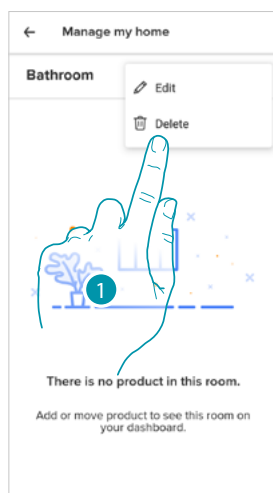 Manage my home
Bathroom
Edit
Delete
1
There is no product in this room.
Add or move product to see this room on
your dashboard.